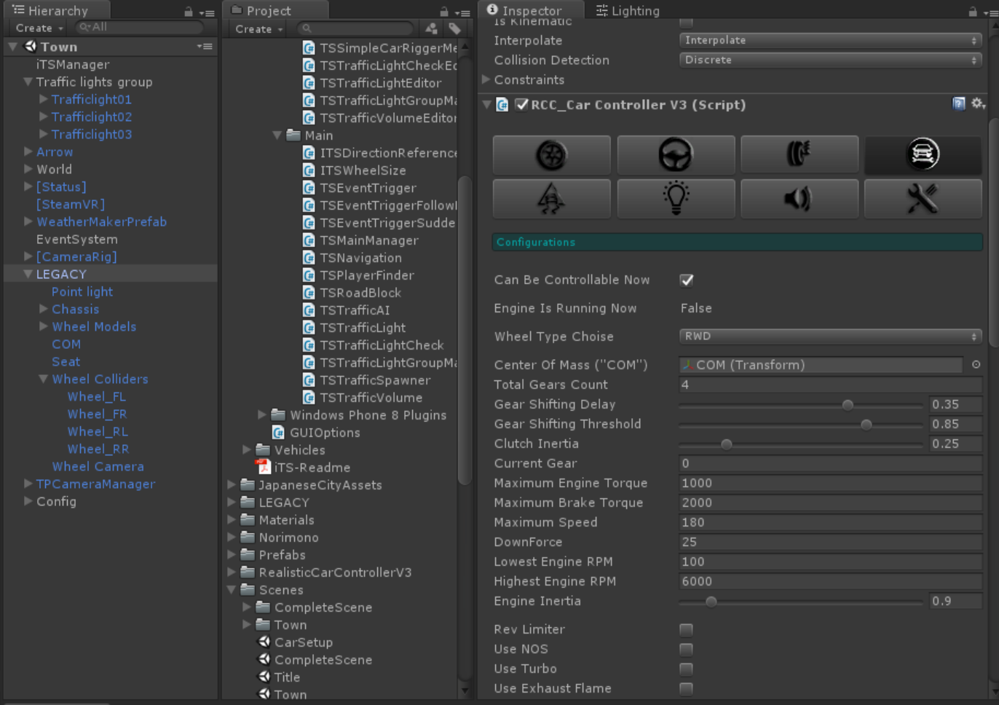 Hierarchy
Create
All
Town
iTSManager
Traffic lights group
Trafficlight01
Trafficlight02
Trafficlight03
Arrow
World
[Status]
[SteamVR]
WeatherMakerPrefab
EventSystem
[CameraRig]
LEGACY
Point light
Chassis
Wheel Models
COM
Seat
Wheel Colliders
Wheel_FL
Wheel_FR
Wheel_RL
Wheel_RR
Wheel Camera
TPCameraManager
Config
Project
Create
TSSimpleCarRiggerMe
TSTrafficLightCheckEd
TSTrafficLightEditor
TSTrafficLightGroupMa
TSTrafficVolumeEditor
Main
ITSDirectionReference
ITSWheelSize
TSEventTrigger
TSEventTriggerFollow
TSEventTriggerSudde
TSMainManager
TSNavigation
TSPlayerFinder
TSRoadBlock
TSTrafficAI
TSTrafficLight
TSTrafficLightCheck
TSTrafficLightGroupMa
TSTrafficSpawner
TSTrafficVolume
Windows Phone 8 Plugins
GUIOptions
Vehicles
iTS-Readme
JapaneseCityAssets
LEGACY
Materials
Norimono
Prefabs
RealisticCarControllerV3
Scenes
CompleteScene
Town
CarSetup
CompleteScene
Title
Town
Inspector
Lighting
Is Kinematic
Interpolate Interpolate
Collision Detection Discrete
Constraints
RCC_Car Controller V3 (Script)
Configurations
Can Be Controllable Now
Engine Is Running Now False
Wheel Type Choise RWD
Center Of Mass ("COM") COM (Transform)
Total Gears Count 4
Gear Shifting Delay 0.35
Gear Shifting Threshold 0.85
Clutch Inertia 0.25
Current Gear 0
Maximum Engine Torque 1000
Maximum Brake Torque 2000
Maximum Speed 180
DownForce 25
Lowest Engine RPM 100
Highest Engine RPM 6000
Engine Inertia 0.9
Rev Limiter
Use NOS
Use Turbo
Use Exhaust Flame